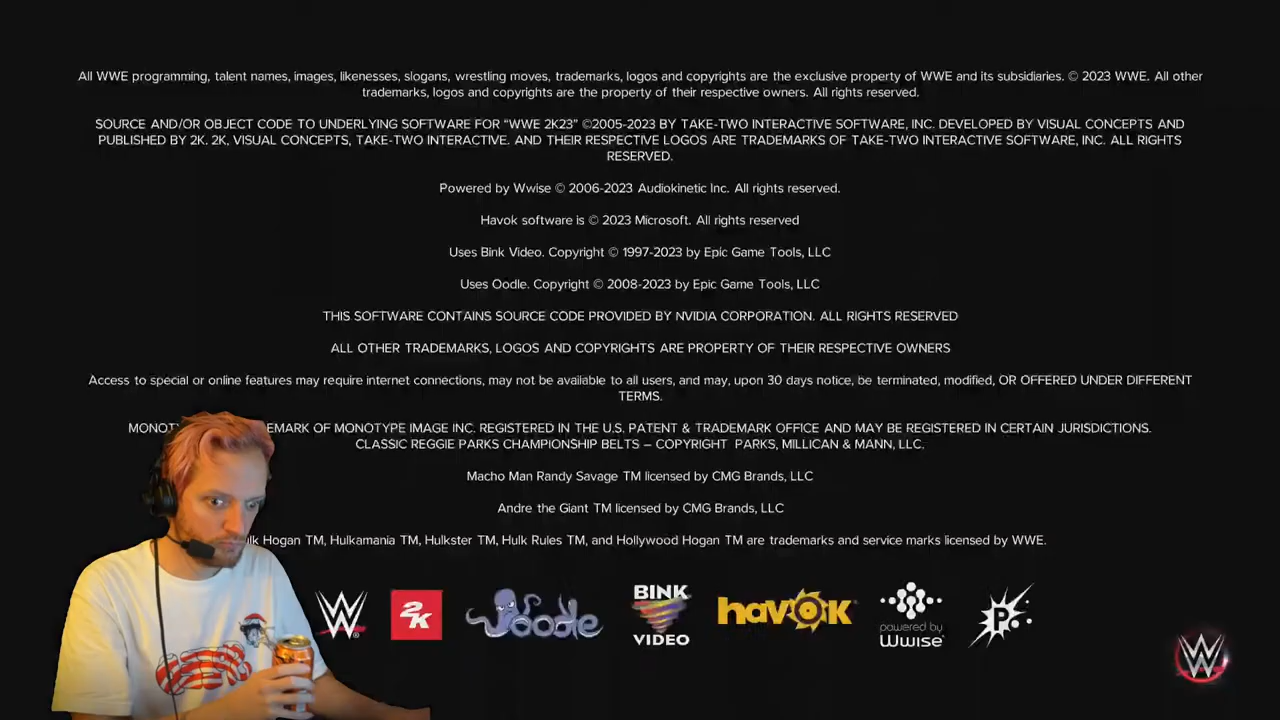 All WWE programming, talent names, images, likenesses, slogans, wrestling moves, trademarks, logos and copyrights are the exclusive property of WWE and its subsidiaries. © 2023 WWE. All other
trademarks, logos and copyrights are the property of their respective owners. All rights reserved.
SOURCE AND/OR OBJECT CODE TO UNDERLYING SOFTWARE FOR “WWE 2K23” ©2005-2023 BY TAKE-TWO INTERACTIVE SOFTWARE, INC. DEVELOPED BY VISUAL CONCEPTS AND
PUBLISHED BY 2K. 2K, VISUAL CONCEPTS, TAKE-TWO INTERACTIVE. AND THEIR RESPECTIVE LOGOS ARE TRADEMARKS OF TAKE-TWO INTERACTIVE SOFTWARE, INC. ALL RIGHTS
RESERVED.
Powered by Wwise © 2006-2023 Audiokinetic Inc. All rights reserved.
Havok software is © 2023 Microsoft. All rights reserved
Uses Bink Video. Copyright © 1997-2023 by Epic Game Tools, LLC
Uses Oodle. Copyright © 2008-2023 by Epic Game Tools, LLC
THIS SOFTWARE CONTAINS SOURCE CODE PROVIDED BY NVIDIA CORPORATION. ALL RIGHTS RESERVED
ALL OTHER TRADEMARKS, LOGOS AND COPYRIGHTS ARE PROPERTY OF THEIR RESPECTIVE OWNERS
Access to special or online features may require internet connections, may not be available to all users, and may, upon 30 days notice, be terminated, modified, OR OFFERED UNDER DIFFERENT
TERMS.
MONOT EMARK OF MONOTYPE IMAGE INC. REGISTERED IN THE U.S. PATENT & TRADEMARK OFFICE AND MAY BE REGISTERED IN CERTAIN JURISDICTIONS.
CLASSIC REGGIE PARKS CHAMPIONSHIP BELTS – COPYRIGHT PARKS, MILLICAN & MANN, LLC.
Macho Man Randy Savage TM licensed by CMG Brands, LLC
Andre the Giant TM licensed by CMG Brands, LLC
ulk Hogan TM, Hulkamania TM, Hulkster TM, Hulk Rules TM, and Hollywood Hogan TM are trademarks and service marks licensed by WWE.
W 2K oodle BINK VIDEO havok powered by Wwise P
W